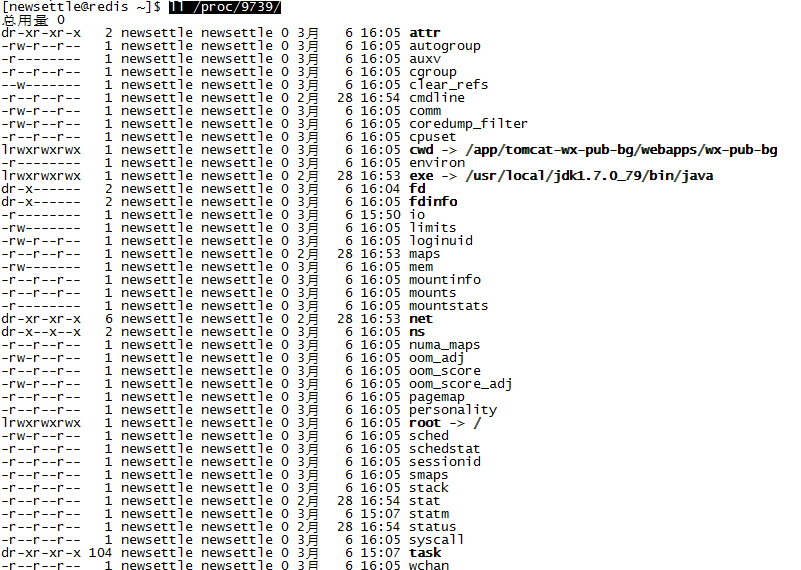 [newsettle@redis ~]$ ll /proc/9739/
总用量 0
dr-xr-xr-x   2 newsettle newsettle 0 3月   6 16:05 attr
-rw-r--r--   1 newsettle newsettle 0 3月   6 16:05 autogroup
-r--------   1 newsettle newsettle 0 3月   6 16:05 auxv
-r--r--r--   1 newsettle newsettle 0 3月   6 16:05 cgroup
--w-------   1 newsettle newsettle 0 3月   6 16:05 clear_refs
-r--r--r--   1 newsettle newsettle 0 2月  28 16:54 cmdline
-rw-r--r--   1 newsettle newsettle 0 3月   6 16:05 comm
-rw-r--r--   1 newsettle newsettle 0 3月   6 16:05 coredump_filter
-r--r--r--   1 newsettle newsettle 0 3月   6 16:05 cpuset
lrwxrwxrwx   1 newsettle newsettle 0 3月   6 16:05 cwd -> /app/tomcat-wx-pub-bg/webapps/wx-pub-bg
-r--------   1 newsettle newsettle 0 3月   6 16:05 environ
lrwxrwxrwx   1 newsettle newsettle 0 2月  28 16:53 exe -> /usr/local/jdk1.7.0_79/bin/java
dr-x------   2 newsettle newsettle 0 3月   6 16:04 fd
dr-x------   2 newsettle newsettle 0 3月   6 16:05 fdinfo
-r--------   1 newsettle newsettle 0 3月   6 15:50 io
-rw-------   1 newsettle newsettle 0 3月   6 16:05 limits
-rw-r--r--   1 newsettle newsettle 0 3月   6 16:05 loginuid
-r--r--r--   1 newsettle newsettle 0 2月  28 16:53 maps
-rw-------   1 newsettle newsettle 0 3月   6 16:05 mem
-r--r--r--   1 newsettle newsettle 0 3月   6 16:05 mountinfo
-r--r--r--   1 newsettle newsettle 0 3月   6 16:05 mounts
-r--------   1 newsettle newsettle 0 3月   6 16:05 mountstats
dr-xr-xr-x   6 newsettle newsettle 0 2月  28 16:53 net
dr-x--x--x   2 newsettle newsettle 0 3月   6 16:05 ns
-r--r--r--   1 newsettle newsettle 0 3月   6 16:05 numa_maps
-rw-r--r--   1 newsettle newsettle 0 3月   6 16:05 oom_adj
-r--r--r--   1 newsettle newsettle 0 3月   6 16:05 oom_score
-rw-r--r--   1 newsettle newsettle 0 3月   6 16:05 oom_score_adj
-r--r--r--   1 newsettle newsettle 0 3月   6 16:05 pagemap
-r--r--r--   1 newsettle newsettle 0 3月   6 16:05 personality
lrwxrwxrwx   1 newsettle newsettle 0 3月   6 16:05 root -> /
-rw-r--r--   1 newsettle newsettle 0 3月   6 16:05 sched
-r--r--r--   1 newsettle newsettle 0 3月   6 16:05 schedstat
-r--r--r--   1 newsettle newsettle 0 3月   6 16:05 sessionid
-r--r--r--   1 newsettle newsettle 0 3月   6 16:05 smaps
-r--r--r--   1 newsettle newsettle 0 3月   6 16:05 stack
-r--r--r--   1 newsettle newsettle 0 2月  28 16:54 stat
-r--r--r--   1 newsettle newsettle 0 3月   6 15:07 statm
-r--r--r--   1 newsettle newsettle 0 2月  28 16:54 status
-r--r--r--   1 newsettle newsettle 0 3月   6 16:05 syscall
dr-xr-xr-x 104 newsettle newsettle 0 3月   6 15:07 task
-r--r--r--   1 newsettle newsettle 0 3月   6 16:05 wchan